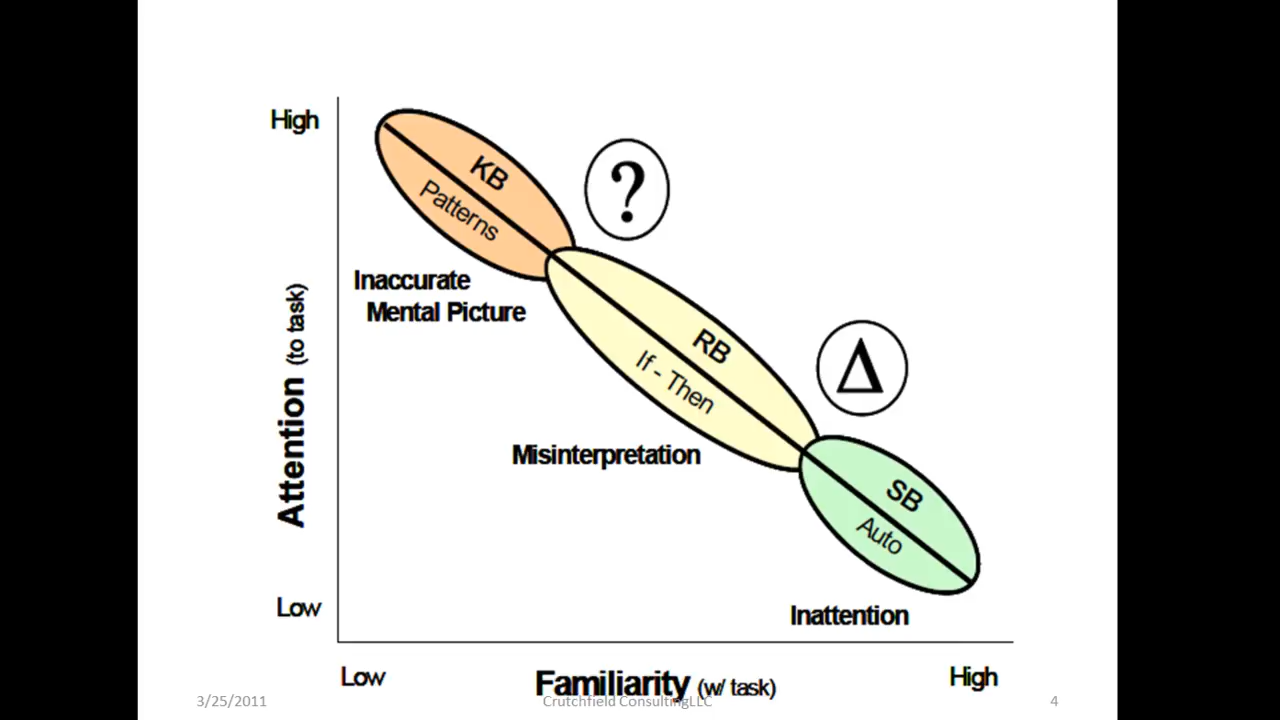 High
KB
Patterns
?
Inaccurate
Mental Picture
RB
If - Then
Δ
Misinterpretation
SB
Auto
Inattention
Attention (to task)
Low
Low
Familiarity (w/ task)
High
3/25/2011
Crutchfield ConsultingLLC
4